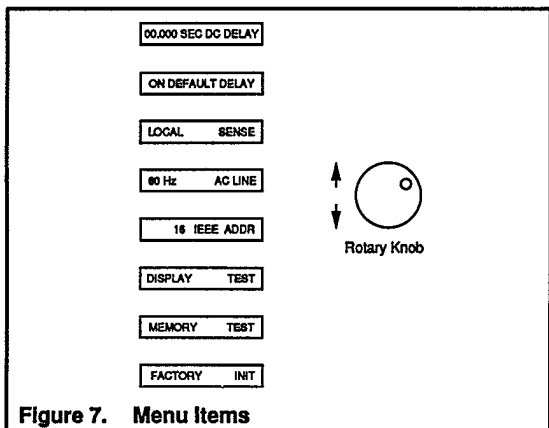 00.000 SEC DC DELAY
ON DEFAULT DELAY
LOCAL SENSE
60 Hz AC LINE
16 IEEE ADDR
Rotary Knob
DISPLAY TEST
MEMORY TEST
FACTORY INIT
Figure 7. Menu Items